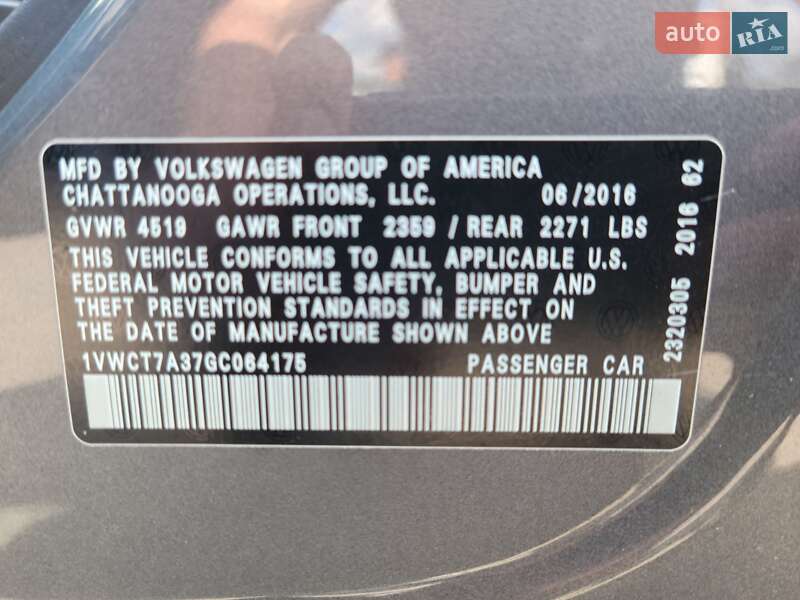 auto RIA.com
MFD BY VOLKSWAGEN GROUP OF AMERICA
CHATTANOOGA OPERATIONS, LLC. 06/2016
GVWR 4519 GAWR FRONT 2359 / REAR 2271 LBS
THIS VEHICLE CONFORMS TO ALL APPLICABLE U.S.
FEDERAL MOTOR VEHICLE SAFETY, BUMPER AND
THEFT PREVENTION STANDARDS IN EFFECT ON
THE DATE OF MANUFACTURE SHOWN ABOVE
1VWCT7A37GC064175 PASSENGER CAR
2320305 2016 62